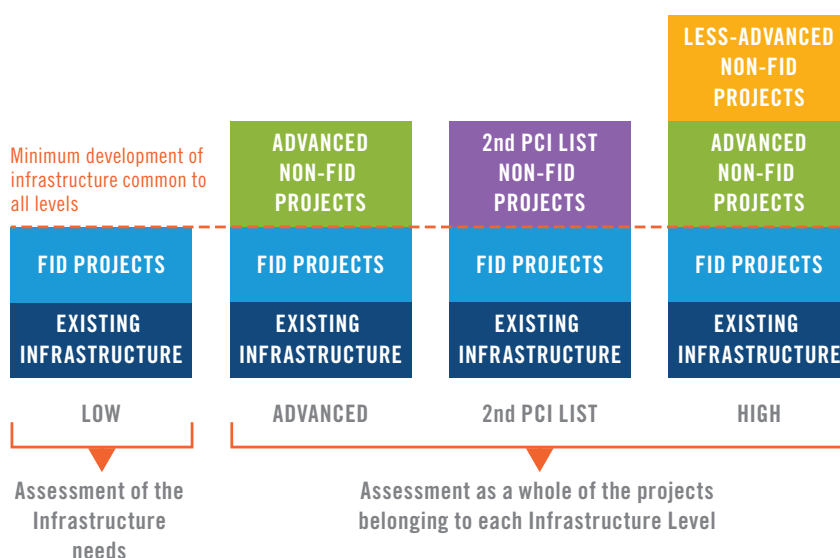 Minimum development of
infrastructure common to
all levels
FID PROJECTS
EXISTING
INFRASTRUCTURE
LOW
ADVANCED
NON-FID
PROJECTS
FID PROJECTS
EXISTING
INFRASTRUCTURE
ADVANCED
2nd PCI LIST
NON-FID
PROJECTS
FID PROJECTS
EXISTING
INFRASTRUCTURE
2nd PCI LIST
LESS-ADVANCED
NON-FID
PROJECTS
ADVANCED
NON-FID
PROJECTS
FID PROJECTS
EXISTING
INFRASTRUCTURE
HIGH
Assessment of the
Infrastructure
needs
Assessment as a whole of the projects
belonging to each Infrastructure Level